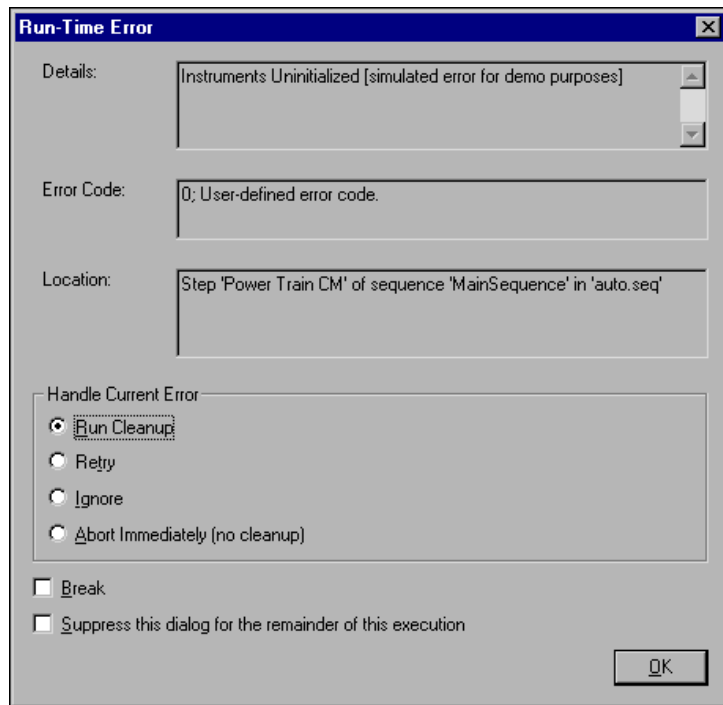 Run-Time Error
Details:
Instruments Uninitialized [simulated error for demo purposes]
Error Code:
0; User-defined error code.
Location:
Step 'Power Train CM' of sequence 'MainSequence' in 'auto.seq'
Handle Current Error
Run Cleanup
Retry
Ignore
Abort Immediately (no cleanup)
Break
Suppress this dialog for the remainder of this execution
OK